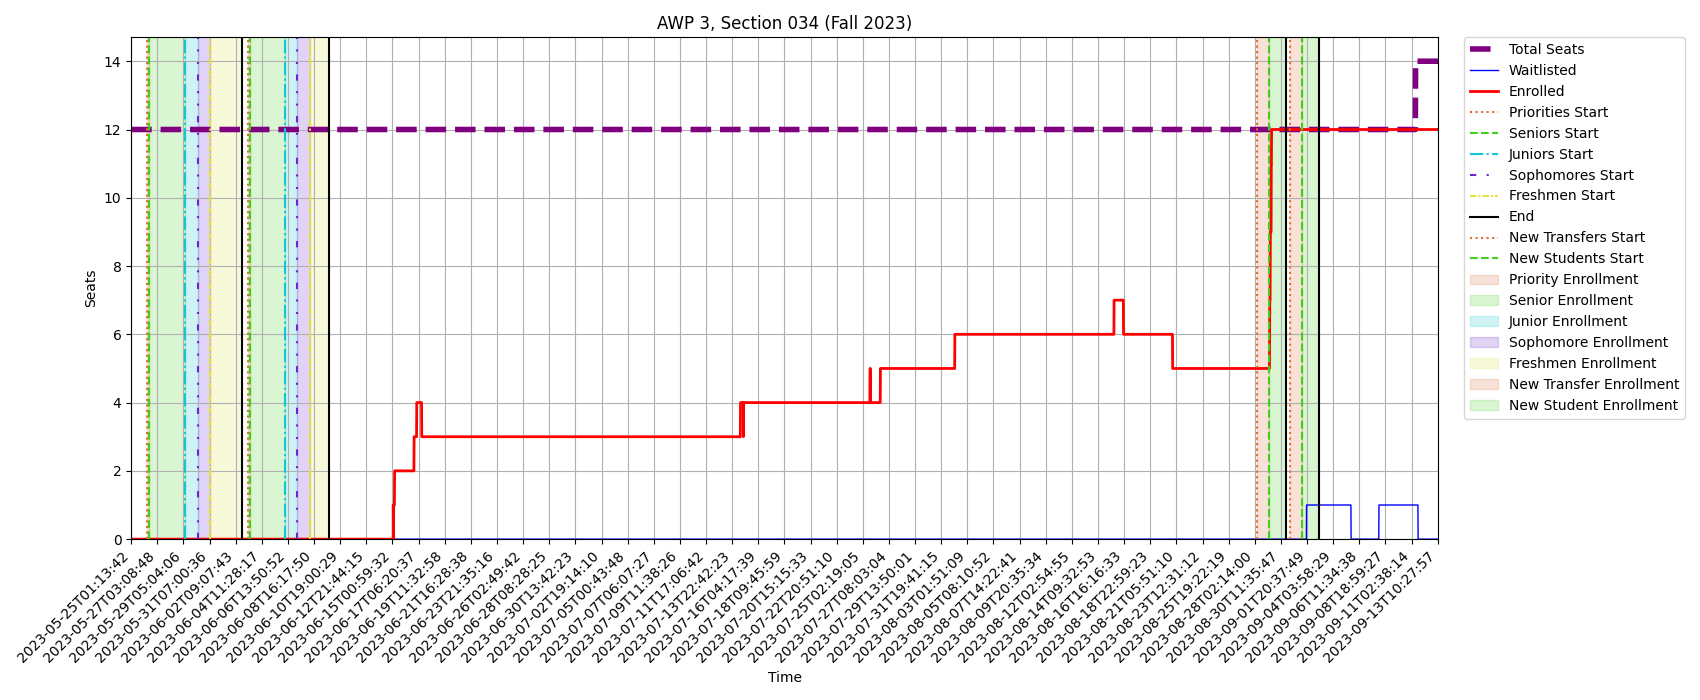 AWP 3, Section 034 (Fall 2023)
Seats
14
12
10
8
6
4
2
0
2023-05-25T01:13:42
2023-05-27T03:08:48
2023-05-29T05:04:06
2023-05-31T07:00:36
2023-06-02T09:07:43
2023-06-04T11:28:17
2023-06-06T13:50:52
2023-06-08T16:17:50
2023-06-10T19:00:29
2023-06-12T21:44:15
2023-06-15T00:59:32
2023-06-17T06:20:37
2023-06-19T11:32:58
2023-06-21T16:28:38
2023-06-23T21:35:16
2023-06-26T02:49:42
2023-06-28T08:28:25
2023-06-30T13:42:23
2023-07-02T19:14:10
2023-07-05T00:43:48
2023-07-07T06:07:27
2023-07-09T11:38:26
2023-07-11T17:06:42
2023-07-13T22:42:23
2023-07-16T04:17:39
2023-07-18T09:45:59
2023-07-20T15:15:33
2023-07-22T20:51:10
2023-07-25T02:19:05
2023-07-27T08:03:04
2023-07-29T13:50:01
2023-07-31T19:41:15
2023-08-03T01:51:09
2023-08-05T08:10:52
2023-08-07T14:22:41
2023-08-09T20:35:34
2023-08-12T02:54:55
2023-08-14T09:32:53
2023-08-16T16:16:33
2023-08-18T22:59:23
2023-08-21T05:51:10
2023-08-23T12:31:12
2023-08-25T19:22:19
2023-08-28T02:14:00
2023-08-30T11:35:47
2023-09-01T20:37:49
2023-09-04T03:58:29
2023-09-06T11:34:38
2023-09-08T18:59:27
2023-09-11T02:38:14
2023-09-13T10:27:57
Time
Total Seats
Waitlisted
Enrolled
Priorities Start
Seniors Start
Juniors Start
Sophomores Start
Freshmen Start
End
New Transfers Start
New Students Start
Priority Enrollment
Senior Enrollment
Junior Enrollment
Sophomore Enrollment
Freshmen Enrollment
New Transfer Enrollment
New Student Enrollment